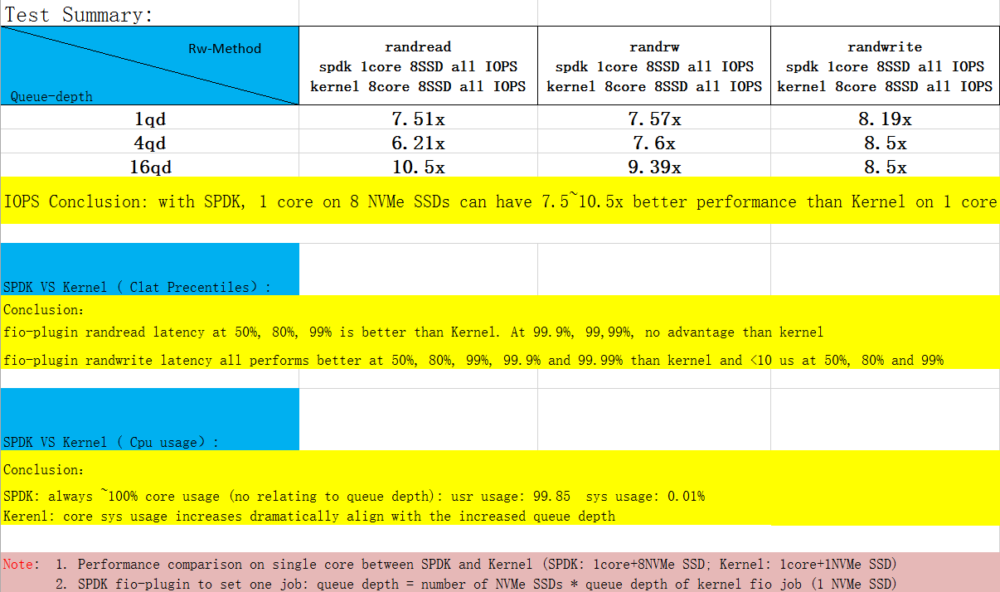 Test Summary:
Rw-Method
Queue-depth
randread
spdk 1core 8SSD all IOPS
kernel 8core 8SSD all IOPS
randrw
spdk 1core 8SSD all IOPS
kernel 8core 8SSD all IOPS
randwrite
spdk 1core 8SSD all IOPS
kernel 8core 8SSD all IOPS
1qd 7.51x 7.57x 8.19x
4qd 6.21x 7.6x 8.5x
16qd 10.5x 9.39x 8.5x
IOPS Conclusion: with SPDK, 1 core on 8 NVMe SSDs can have 7.5~10.5x better performance than Kernel on 1 core
SPDK VS Kernel ( Clat Precentiles）:
Conclusion:
fio-plugin randread latency at 50%, 80%, 99% is better than Kernel. At 99.9%, 99,99%, no advantage than kernel
fio-plugin randwrite latency all performs better at 50%, 80%, 99%, 99.9% and 99.99% than kernel and <10 us at 50%, 80% and 99%
SPDK VS Kernel ( Cpu usage）:
Conclusion:
SPDK: always ~100% core usage (no relating to queue depth): usr usage: 99.85 sys usage: 0.01%
Kerenl: core sys usage increases dramatically align with the increased queue depth
Note: 1. Performance comparison on single core between SPDK and Kernel (SPDK: 1core+8NVMe SSD; Kernel: 1core+1NVMe SSD)
2. SPDK fio-plugin to set one job: queue depth = number of NVMe SSDs * queue depth of kernel fio job (1 NVMe SSD)